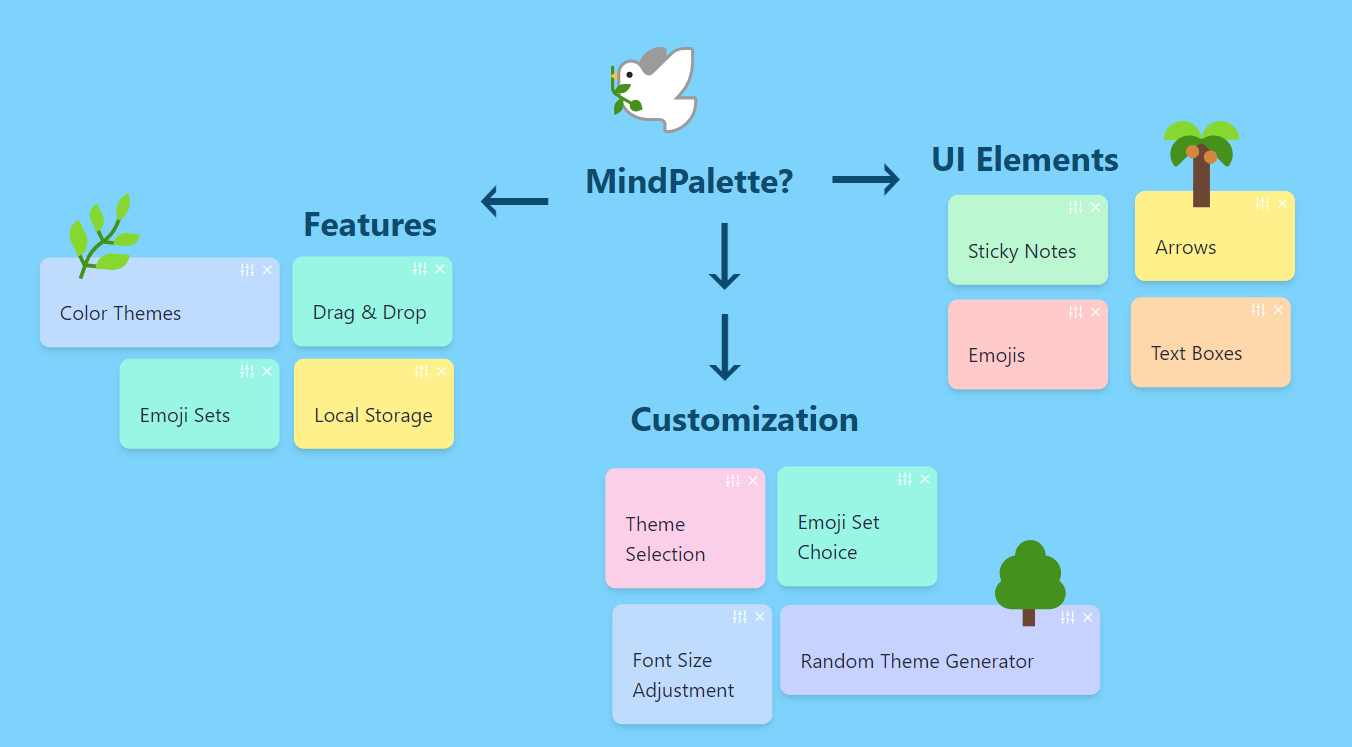 MindPalette?
Features
Color Themes
Drag & Drop
Emoji Sets
Local Storage
UI Elements
Sticky Notes
Arrows
Emojis
Text Boxes
Customization
Theme
Selection
Emoji Set
Choice
Font Size
Adjustment
Random Theme Generator